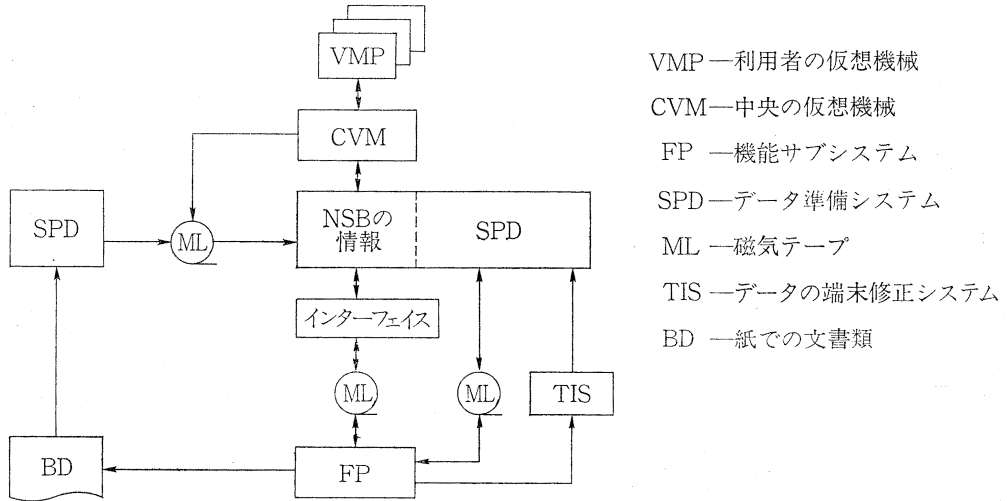 VMP
CVM
SPD
ML
NSBの
情報
SPD
インターフェイス
ML
ML
TIS
BD
FP
VMP—利用者の仮想機械
CVM—中央の仮想機械
FP—機能サブシステム
SPD—データ準備システム
ML—磁気テープ
TIS—データの端末修正システム
BD—紙での文書類